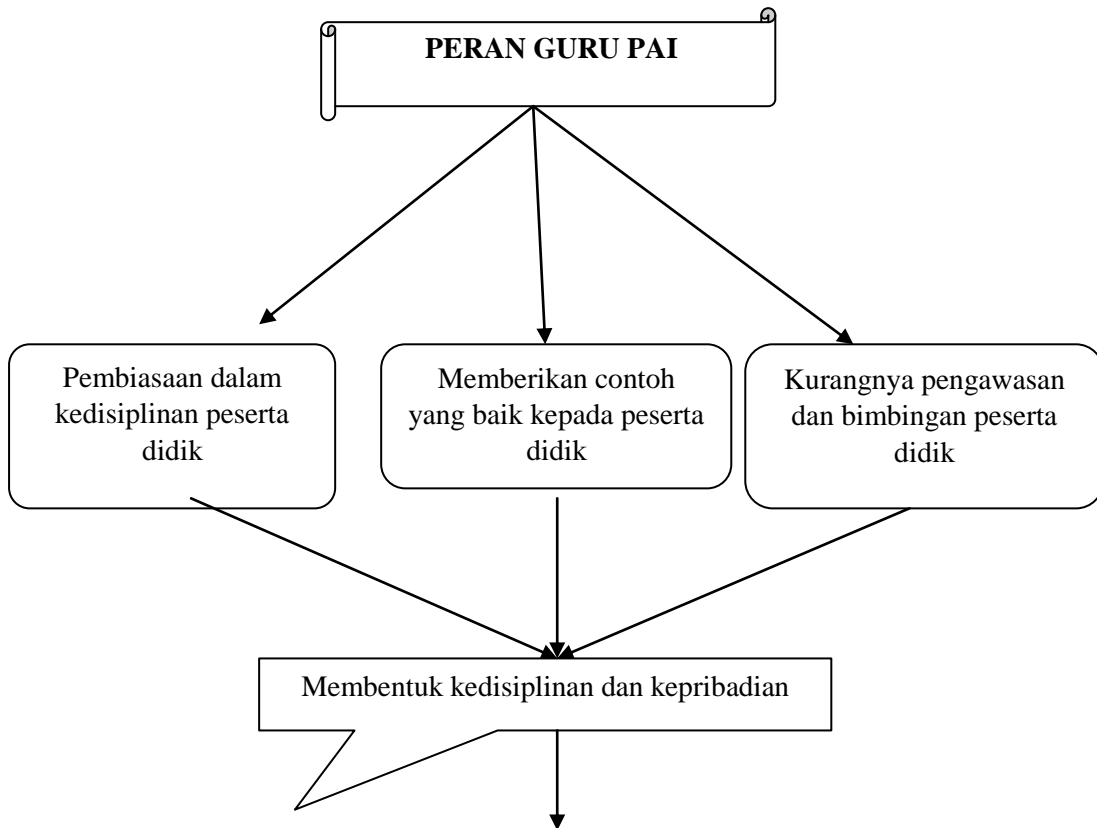 PERAN GURU PAI
Pembiasaan dalam
kedisiplinan peserta
didik
Memberikan contoh
yang baik kepada peserta
didik
Kurangnya pengawasan
dan bimbingan peserta
didik
Membentuk kedisiplinan dan kepribadian